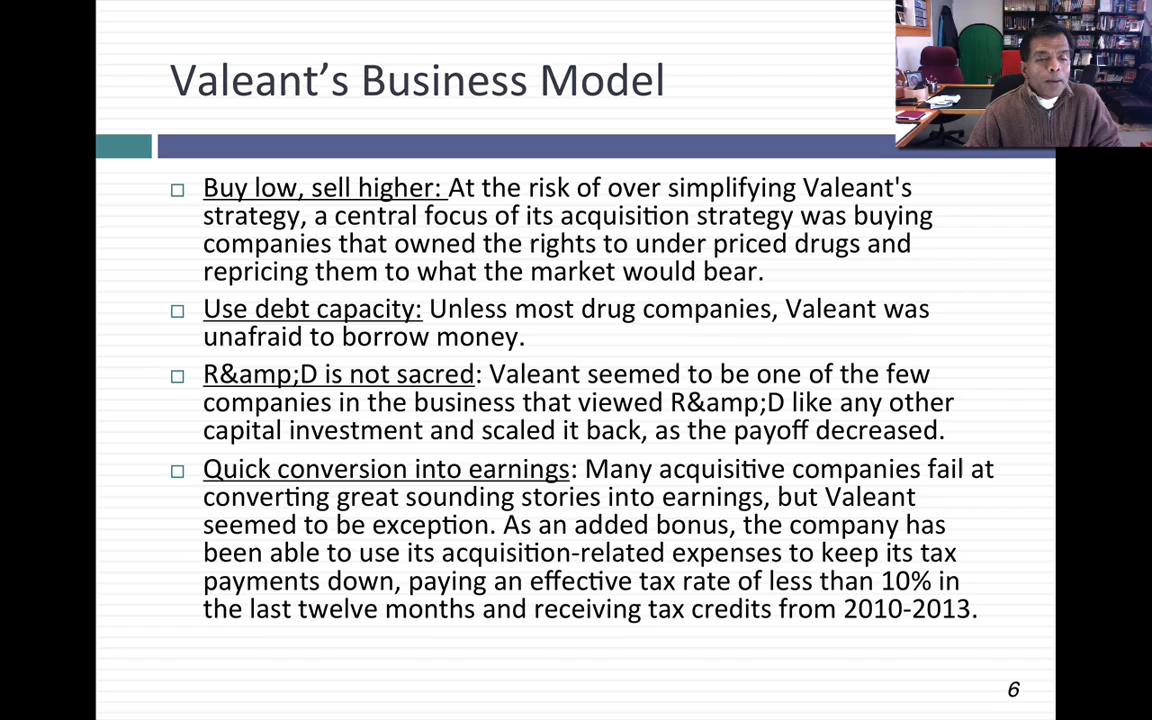 Valeant's Business Model
Buy low, sell higher: At the risk of over simplifying Valeant's
strategy, a central focus of its acquisition strategy was buying
companies that owned the rights to under priced drugs and
repricing them to what the market would bear.
Use debt capacity: Unless most drug companies, Valeant was
unafraid to borrow money.
R&amp;D is not sacred: Valeant seemed to be one of the few
companies in the business that viewed R&amp;D like any other
capital investment and scaled it back, as the payoff decreased.
Quick conversion into earnings: Many acquisitive companies fail at
converting great sounding stories into earnings, but Valeant
seemed to be exception. As an added bonus, the company has
been able to use its acquisition-related expenses to keep its tax
payments down, paying an effective tax rate of less than 10% in
the last twelve months and receiving tax credits from 2010-2013.
6